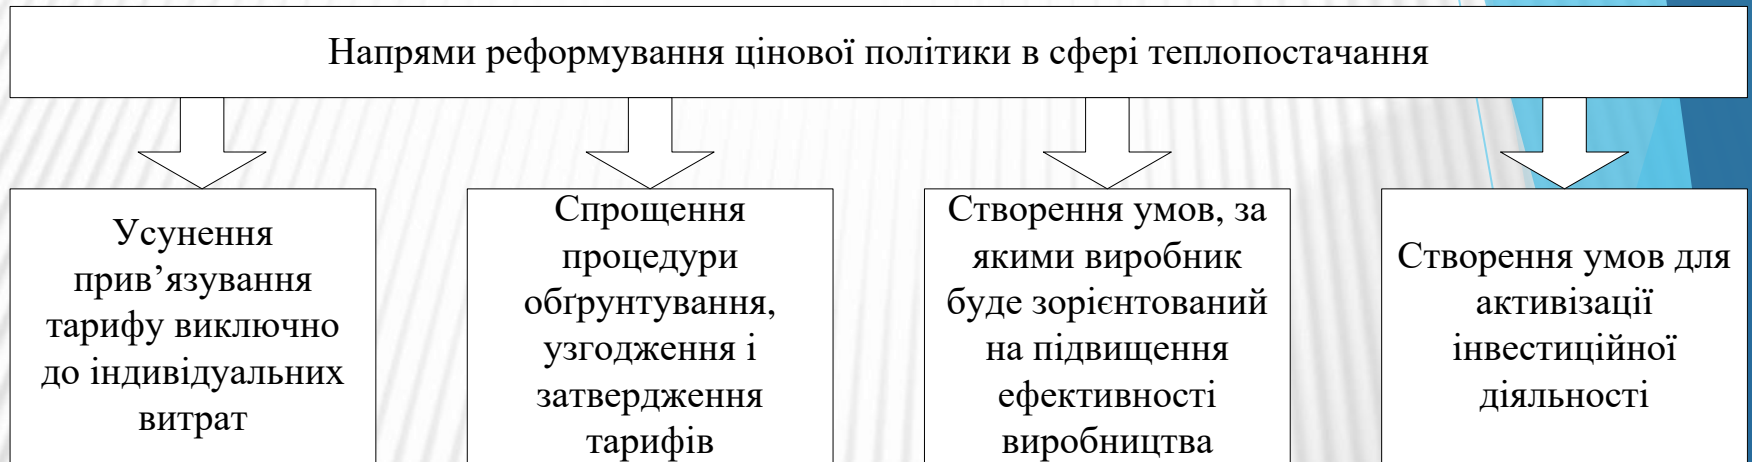 Напрями реформування цінової політики в сфері теплопостачання
Усунення
прив’язування
тарифу виключно
до індивідуальних
витрат
Спрощення
процедури
обґрунтування,
узгодження і
затвердження
тарифів
Створення умов, за
якими виробник
буде зорієнтований
на підвищення
ефективності
виробництва
Створення умов для
активізації
інвестиційної
діяльності